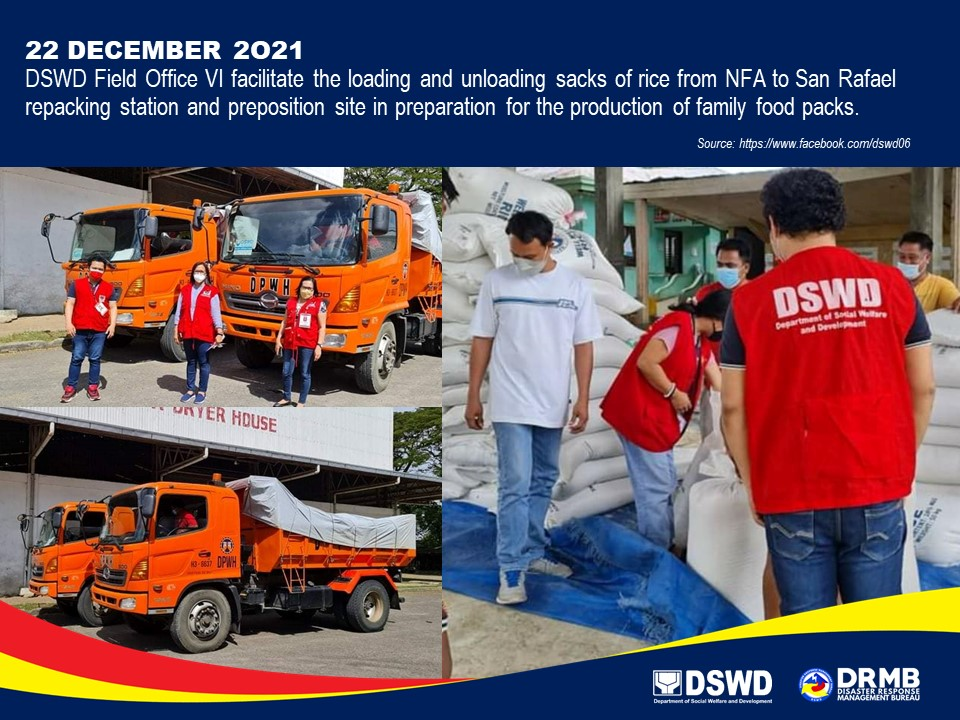 22 DECEMBER 2O21
DSWD Field Office VI facilitate the loading and unloading sacks of rice from NFA to San Rafael
repacking station and preposition site in preparation for the production of family food packs.
Source: https://www.facebook.com/dswd06
DPWH
DSWD
Department of Social Welfare
and Development
DRYER HOUSE
H3-6837
DPWH
DSWD
Department of Social Welfare and Development
DRMB
DISASTER RESPONSE
MANAGEMENT BUREAU